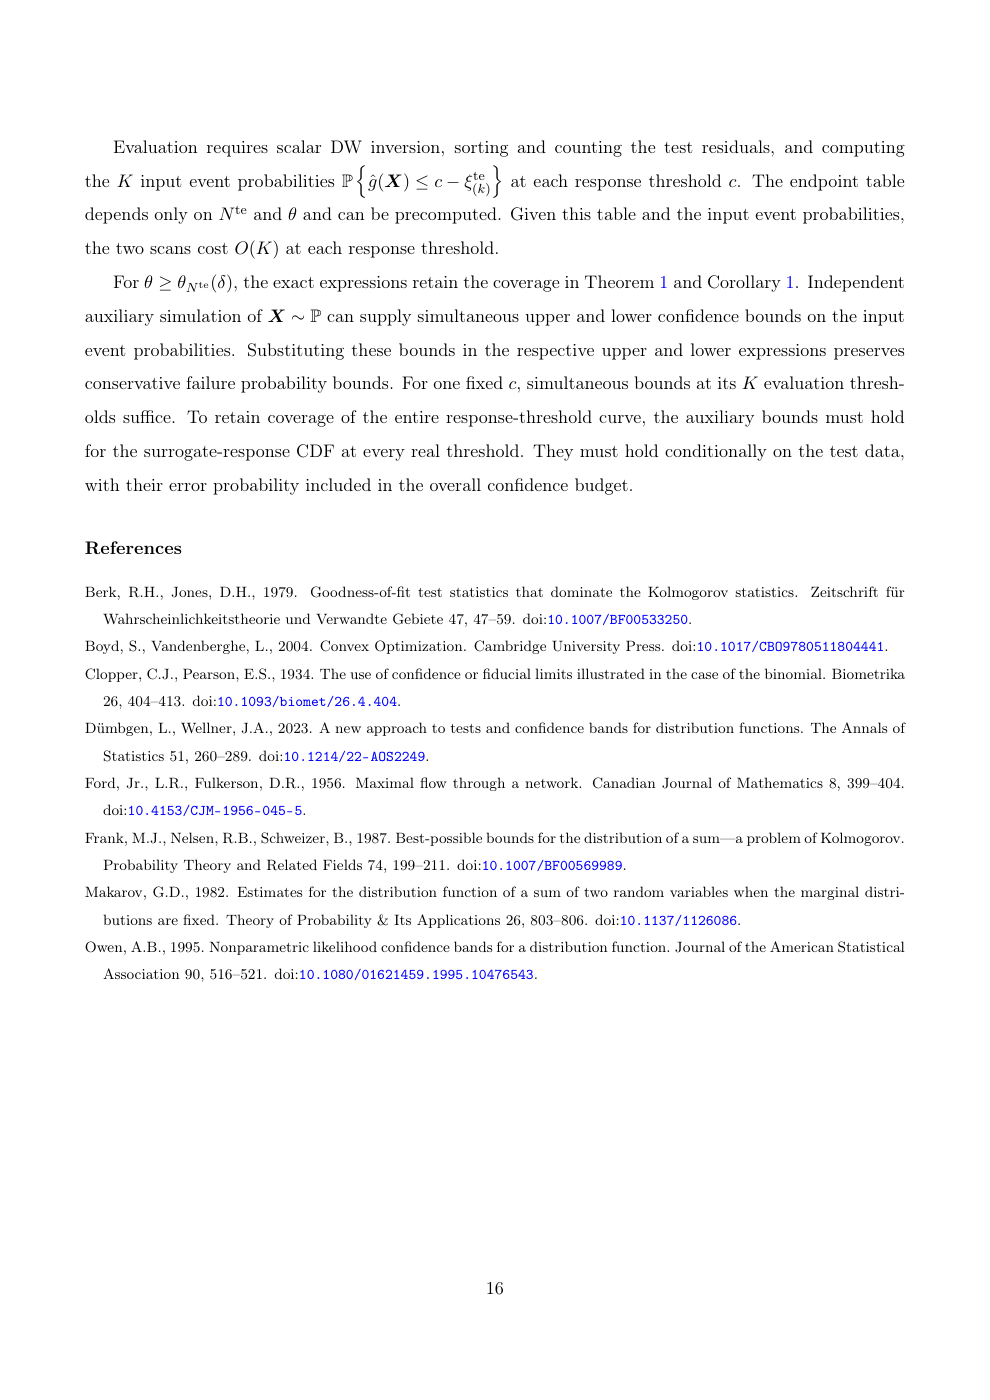 Evaluation requires scalar DW inversion, sorting and counting the test residuals, and computing
the K input event probabilities ℙ{ĝ(X) ≤ c − ξ^te_(k)} at each response threshold c. The endpoint table
depends only on N^te and θ and can be precomputed. Given this table and the input event probabilities,
the two scans cost O(K) at each response threshold.
For θ ≥ θ_{N^te}(δ), the exact expressions retain the coverage in Theorem 1 and Corollary 1. Independent
auxiliary simulation of X ∼ ℙ can supply simultaneous upper and lower confidence bounds on the input
event probabilities. Substituting these bounds in the respective upper and lower expressions preserves
conservative failure probability bounds. For one fixed c, simultaneous bounds at its K evaluation thresh-
olds suffice. To retain coverage of the entire response-threshold curve, the auxiliary bounds must hold
for the surrogate-response CDF at every real threshold. They must hold conditionally on the test data,
with their error probability included in the overall confidence budget.
References
Berk, R.H., Jones, D.H., 1979. Goodness-of-fit test statistics that dominate the Kolmogorov statistics. Zeitschrift für
Wahrscheinlichkeitstheorie und Verwandte Gebiete 47, 47–59. doi:10.1007/BF00533250.
Boyd, S., Vandenberghe, L., 2004. Convex Optimization. Cambridge University Press. doi:10.1017/CBO9780511804441.
Clopper, C.J., Pearson, E.S., 1934. The use of confidence or fiducial limits illustrated in the case of the binomial. Biometrika
26, 404–413. doi:10.1093/biomet/26.4.404.
Dümbgen, L., Wellner, J.A., 2023. A new approach to tests and confidence bands for distribution functions. The Annals of
Statistics 51, 260–289. doi:10.1214/22-AOS2249.
Ford, Jr., L.R., Fulkerson, D.R., 1956. Maximal flow through a network. Canadian Journal of Mathematics 8, 399–404.
doi:10.4153/CJM-1956-045-5.
Frank, M.J., Nelsen, R.B., Schweizer, B., 1987. Best-possible bounds for the distribution of a sum—a problem of Kolmogorov.
Probability Theory and Related Fields 74, 199–211. doi:10.1007/BF00569989.
Makarov, G.D., 1982. Estimates for the distribution function of a sum of two random variables when the marginal distri-
butions are fixed. Theory of Probability & Its Applications 26, 803–806. doi:10.1137/1126086.
Owen, A.B., 1995. Nonparametric likelihood confidence bands for a distribution function. Journal of the American Statistical
Association 90, 516–521. doi:10.1080/01621459.1995.10476543.
16